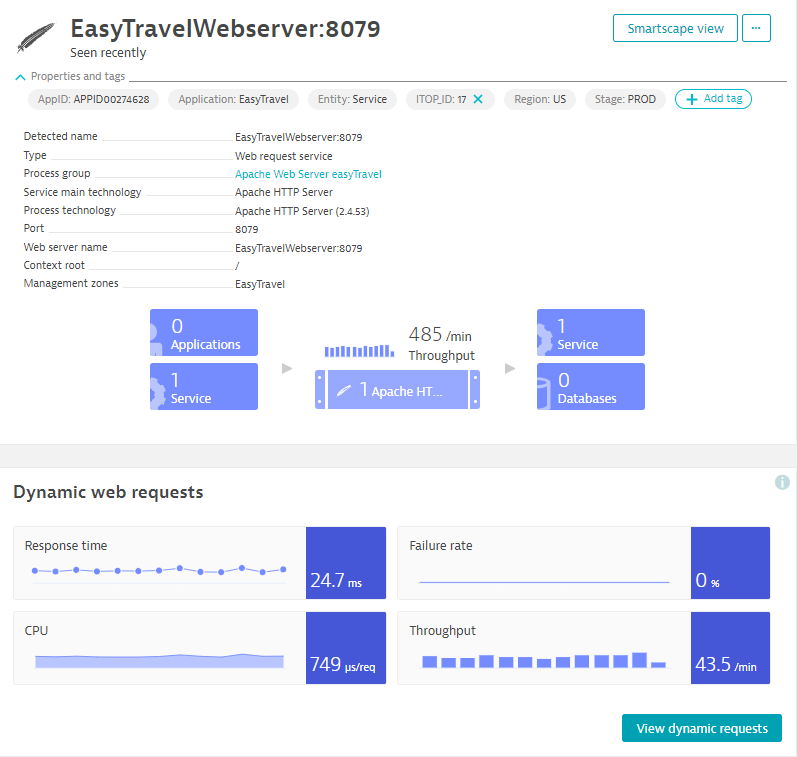 EasyTravelWebserver:8079
Seen recently
Smartscape view
...
Properties and tags
AppID: APPID00274628 Application: EasyTravel Entity: Service ITOP_ID: 17 Region: US Stage: PROD Add tag
Detected name EasyTravelWebserver:8079
Type Web request service
Process group Apache Web Server easyTravel
Service main technology Apache HTTP Server
Process technology Apache HTTP Server (2.4.53)
Port 8079
Web server name EasyTravelWebserver:8079
Context root /
Management zones EasyTravel
0
Applications
1
Service
485 /min
Throughput
1 Apache HT...
1
Service
0
Databases
Dynamic web requests
Response time
24.7 ms
Failure rate
0 %
CPU
749 µs/req
Throughput
43.5 /min
View dynamic requests